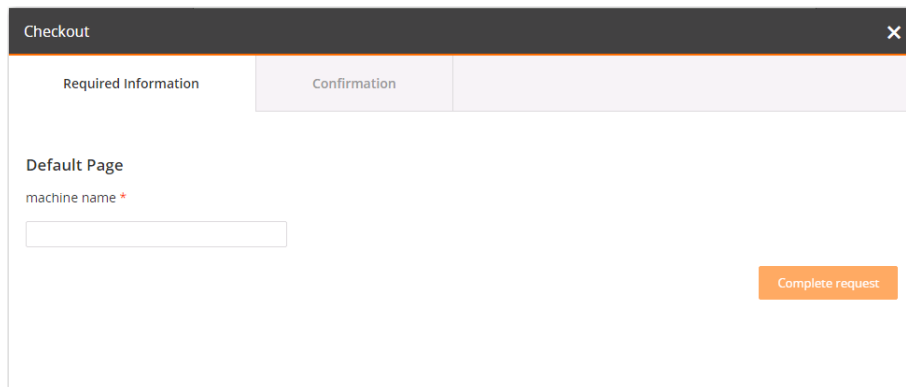 Checkout
Required Information
Confirmation
Default Page
machine name *
Complete request